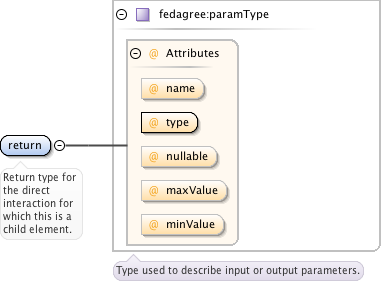 fedagree:paramType
@ Attributes
@ name
@ type
@ nullable
@ maxValue
@ minValue
return
Return type for
the direct
interaction for
which this is a
child element.
Type used to describe input or output parameters.